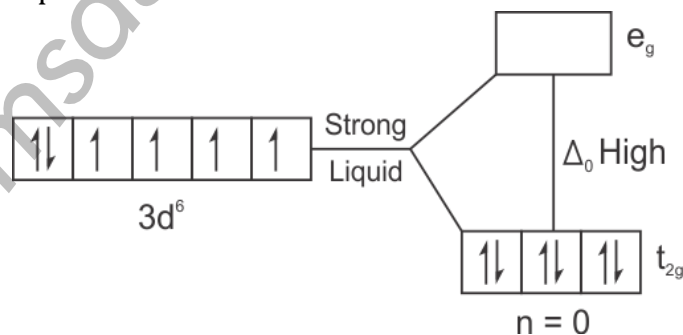 e_g
Strong
Liquid
Δ₀ High
3d⁶
t_2g
n = 0